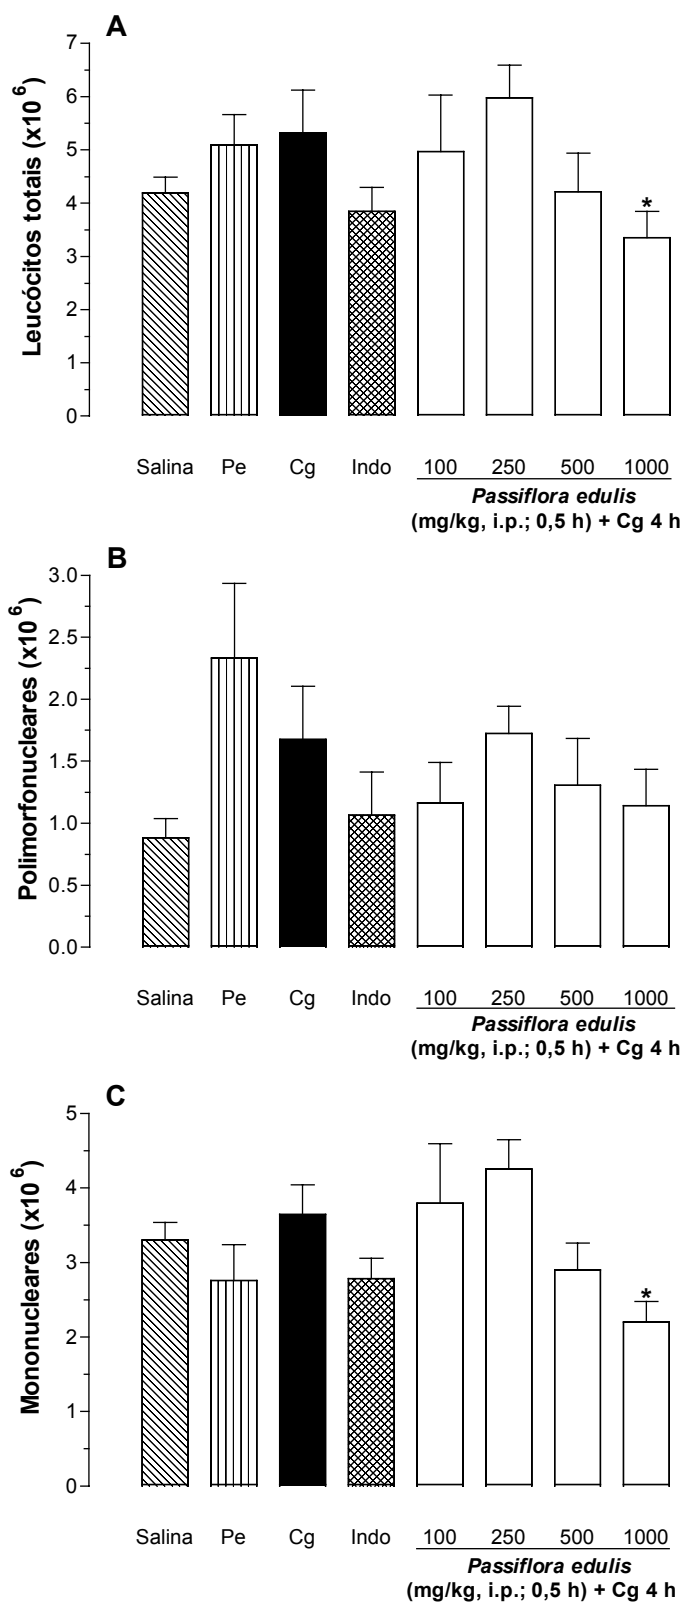 A
Leucócitos totais (x10 6)
7
6
5
4
3
2
1
0
*
Salina Pe Cg Indo 100 250 500 1000
Passiflora edulis
(mg/kg, i.p.; 0,5 h) + Cg 4 h
B
Polimorfonucleares (x10 6)
3.0
2.5
2.0
1.5
1.0
0.5
0.0
Salina Pe Cg Indo 100 250 500 1000
Passiflora edulis
(mg/kg, i.p.; 0,5 h) + Cg 4 h
C
Mononucleares (x10 6)
5
4
3
2
1
0
*
Salina Pe Cg Indo 100 250 500 1000
Passiflora edulis
(mg/kg, i.p.; 0,5 h) + Cg 4 h